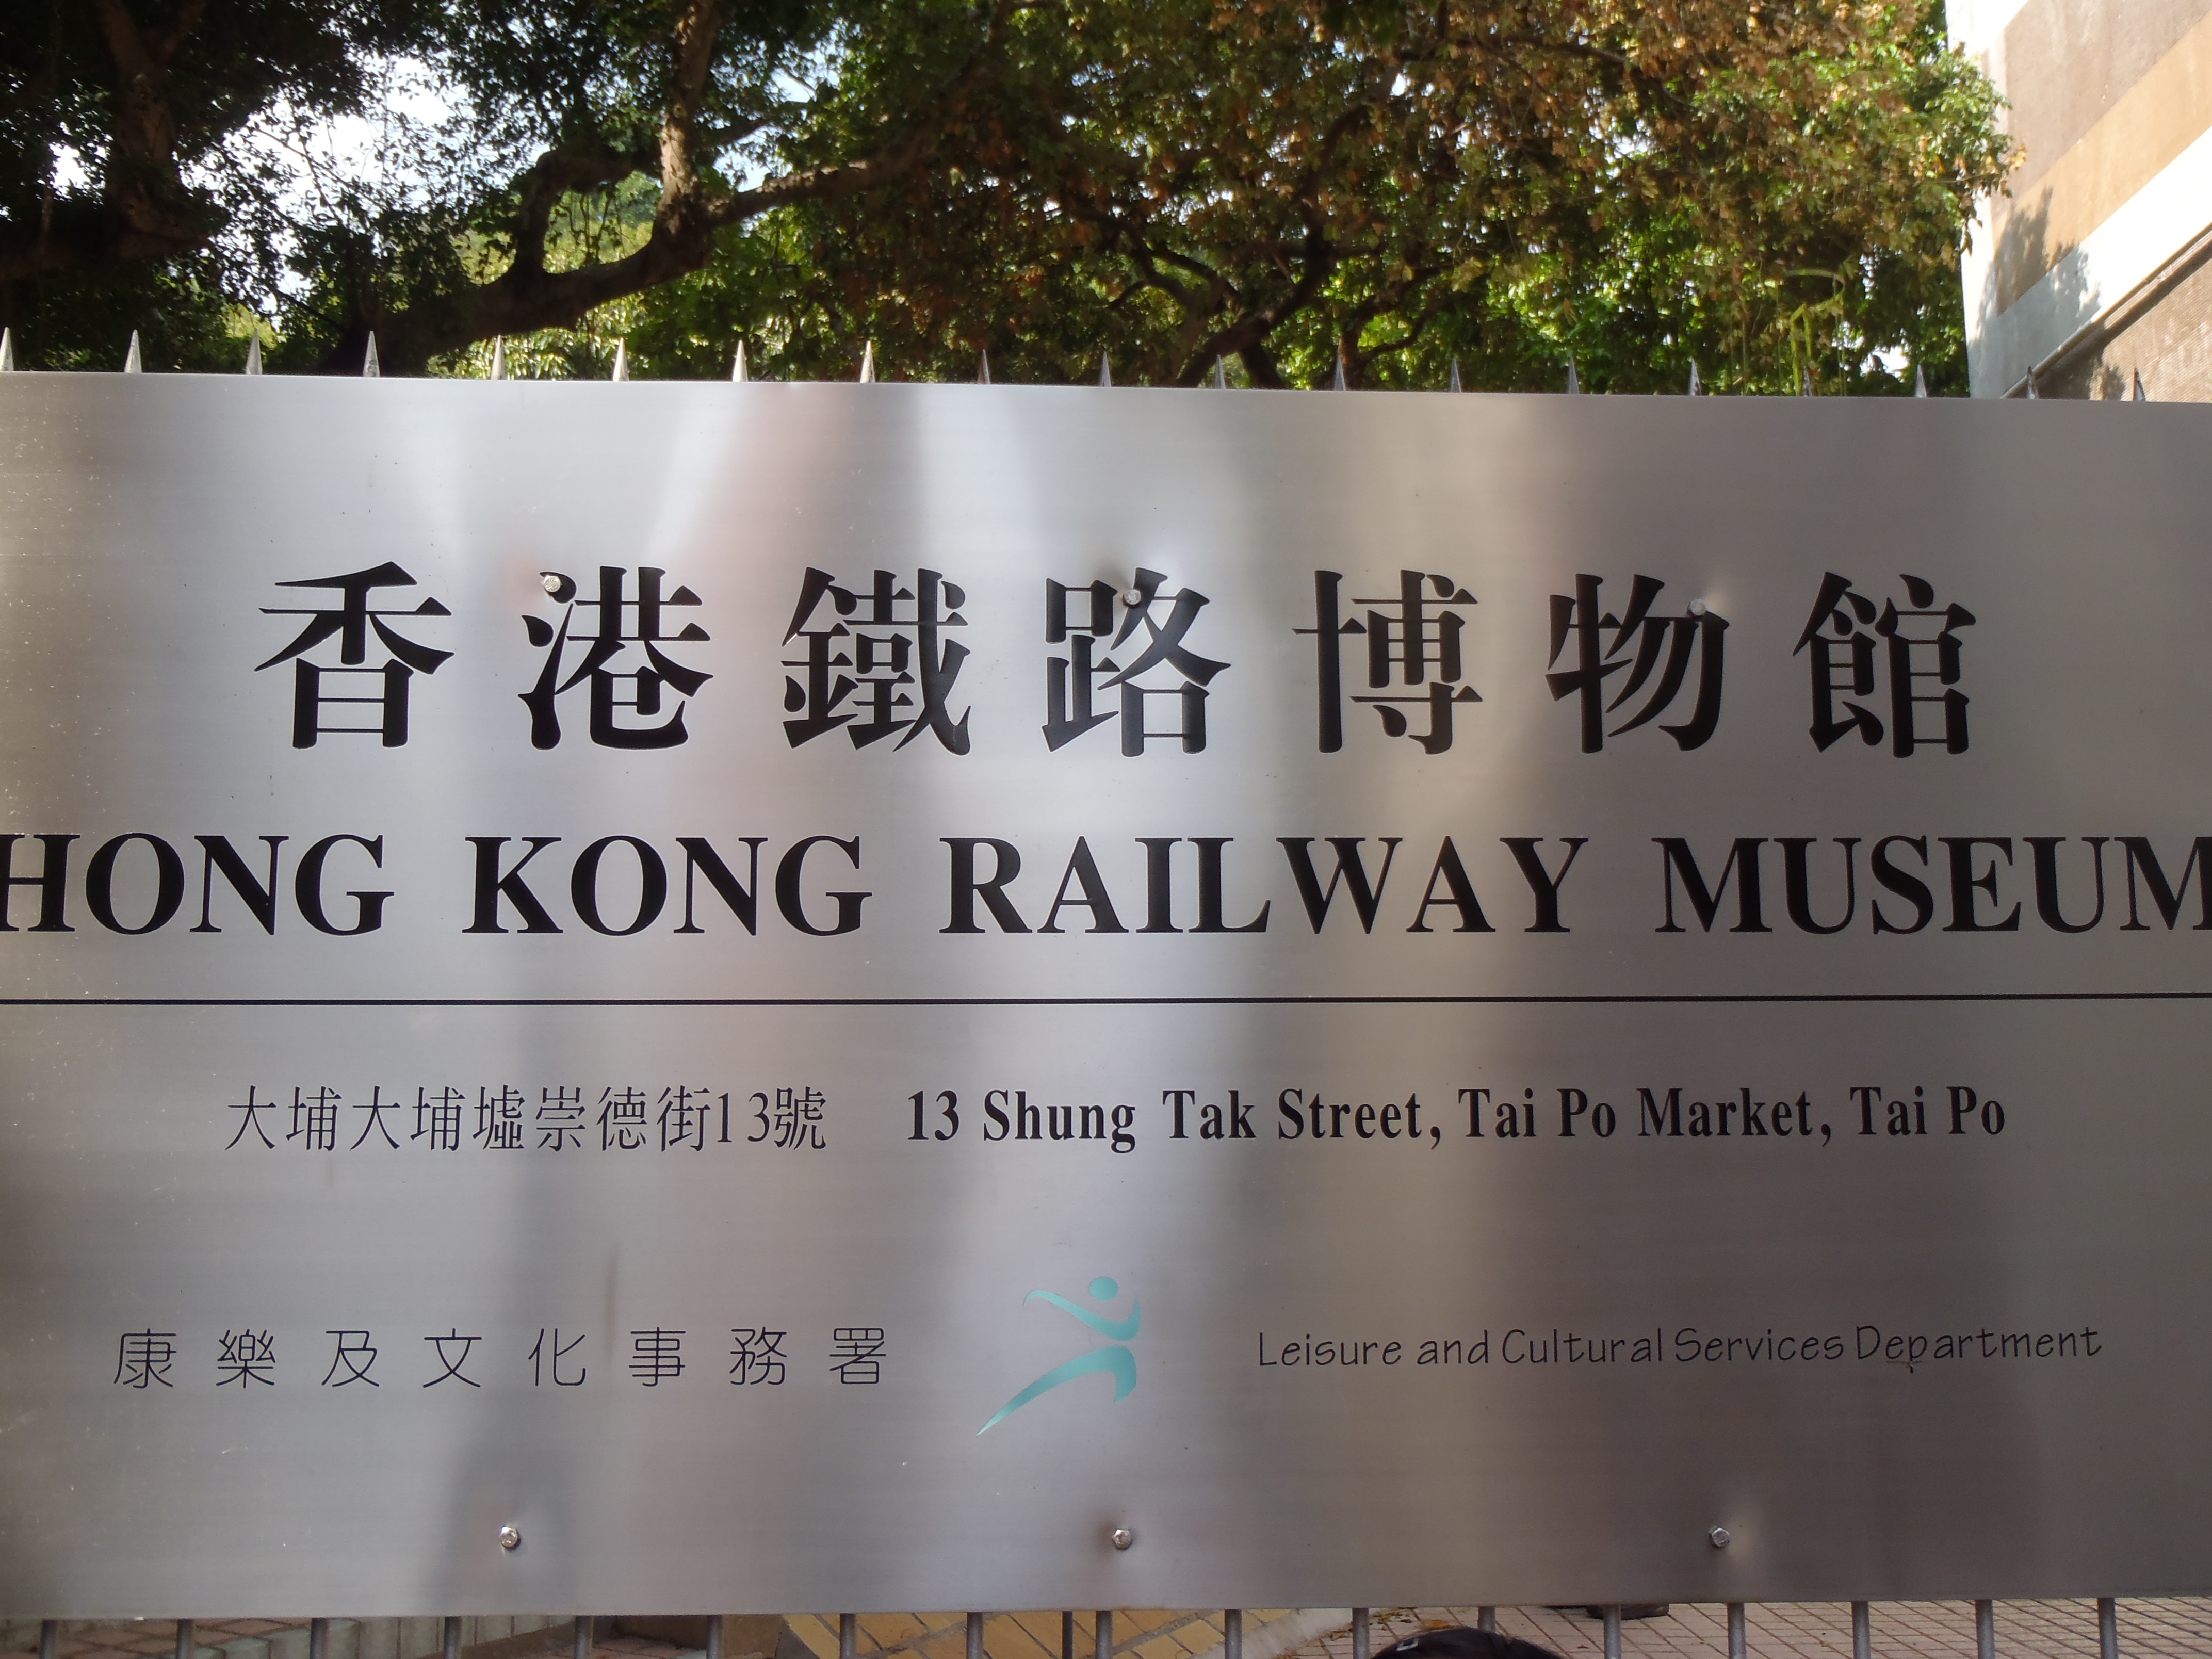 香港鐵路博物館
HONG KONG RAILWAY MUSEUM
大埔大埔墟崇德街13號 13 Shung Tak Street, Tai Po Market, Tai Po
康樂及文化事務署 Leisure and Cultural Services Department